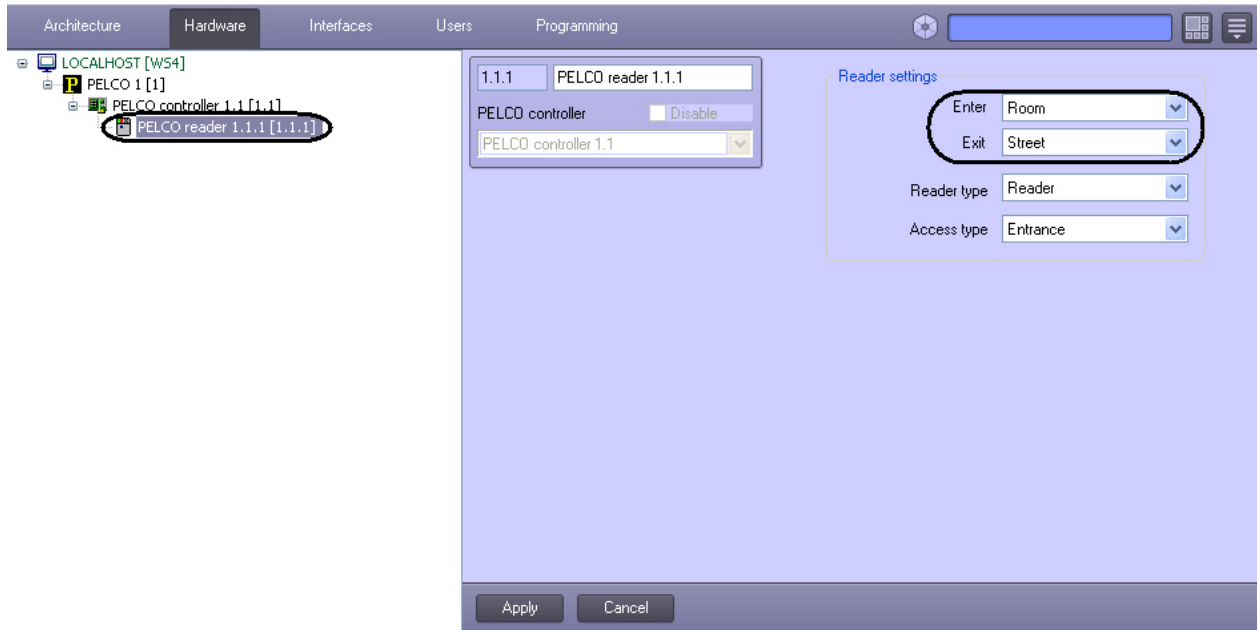 Architecture Hardware Interfaces Users Programming
LOCALHOST [WS4]
P PELCO 1 [1]
PELCO controller 1.1 [1.1]
PELCO reader 1.1.1 [1.1.1]
1.1.1 PELCO reader 1.1.1
PELCO controller Disable
PELCO controller 1.1
Reader settings
Enter Room
Exit Street
Reader type Reader
Access type Entrance
Apply Cancel